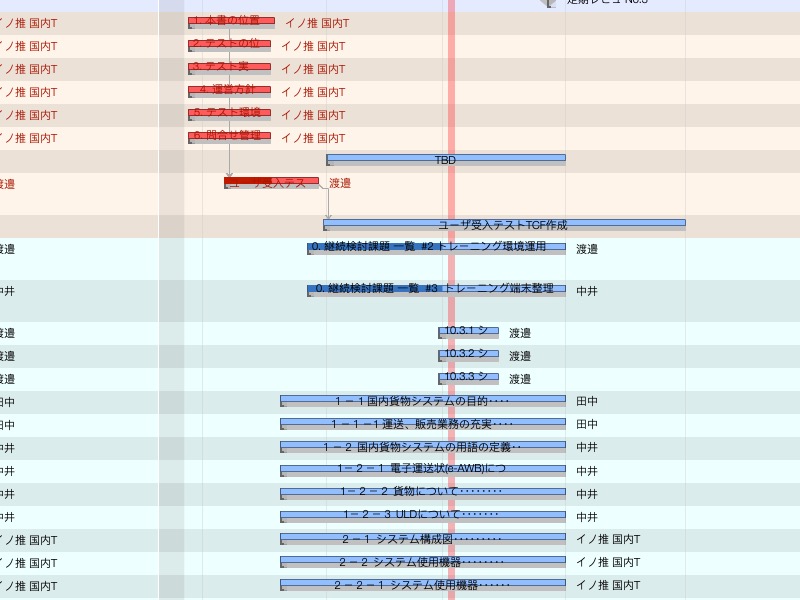 定期レビュ No.5
イノ推 国内T 1. 本書の位置 イノ推 国内T
イノ推 国内T 2. テストの位 イノ推 国内T
イノ推 国内T 3. テスト実 イノ推 国内T
イノ推 国内T 4. 運営方針 イノ推 国内T
イノ推 国内T 5. テスト環境 イノ推 国内T
イノ推 国内T 6. 問合せ管理 イノ推 国内T
TBD
渡邉 ユーザ受入テス 渡邉
ユーザ受入テストTCF作成
渡邉 0. 継続検討課題 一覧 #2 トレーニング環境運用 渡邉
中井 0. 継続検討課題 一覧 #3 トレーニング端末整理 中井
渡邉 10.3.1 シ 渡邉
渡邉 10.3.2 シ 渡邉
渡邉 10.3.3 シ 渡邉
田中 1－1 国内貨物システムの目的････ 田中
田中 1－1－1 運送、販売業務の充実････ 田中
中井 1－2 国内貨物システムの用語の定義･･ 中井
中井 1－2－1 電子運送状(e-AWB)につ 中井
中井 1－2－2 貨物について････････ 中井
中井 1－2－3 ULDについて･･･････ 中井
イノ推 国内T 2－1 システム構成図･････････ イノ推 国内T
イノ推 国内T 2－2 システム使用機器････････ イノ推 国内T
イノ推 国内T 2－2－1 システム使用機器･･････ イノ推 国内T